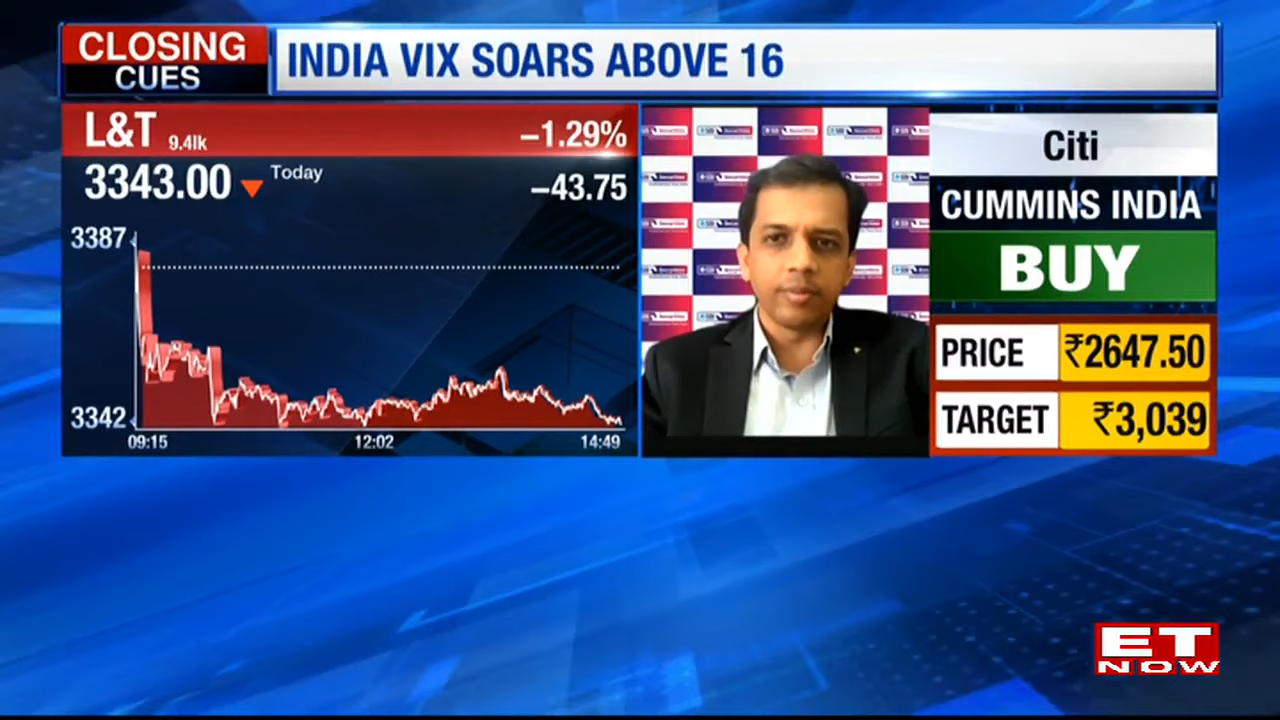 CLOSING
CUES
INDIA VIX SOARS ABOVE 16
L&T 9.4lk
–1.29%
3343.00 Today
–43.75
3387
3342
09:15 12:02 14:49
Citi
CUMMINS INDIA
BUY
PRICE ₹2647.50
TARGET ₹3,039
ET
NOW